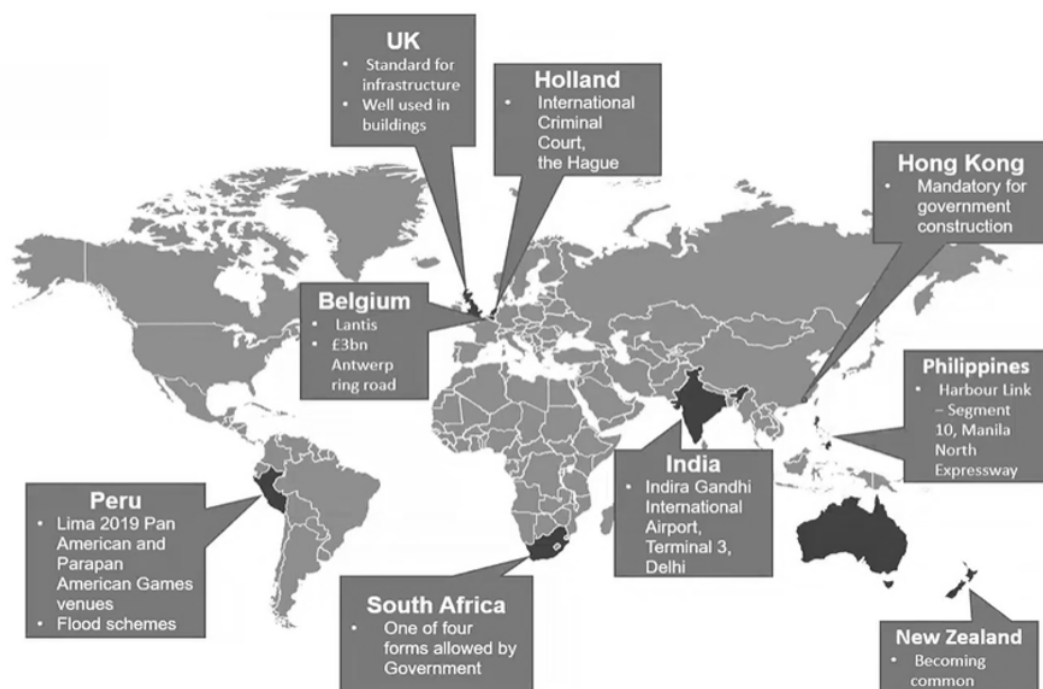 UK
• Standard for
infrastructure
• Well used in
buildings
Holland
• International
Criminal
Court,
the Hague
Hong Kong
• Mandatory for
government
construction
Belgium
• Lantis
• £3bn
Antwerp
ring road
Philippines
• Harbour Link
– Segment
10, Manila
North
Expressway
India
• Indira Gandhi
International
Airport,
Terminal 3,
Delhi
Peru
• Lima 2019 Pan
American and
Parapan
American Games
venues
• Flood schemes
South Africa
• One of four
forms allowed by
Government
New Zealand
• Becoming
common